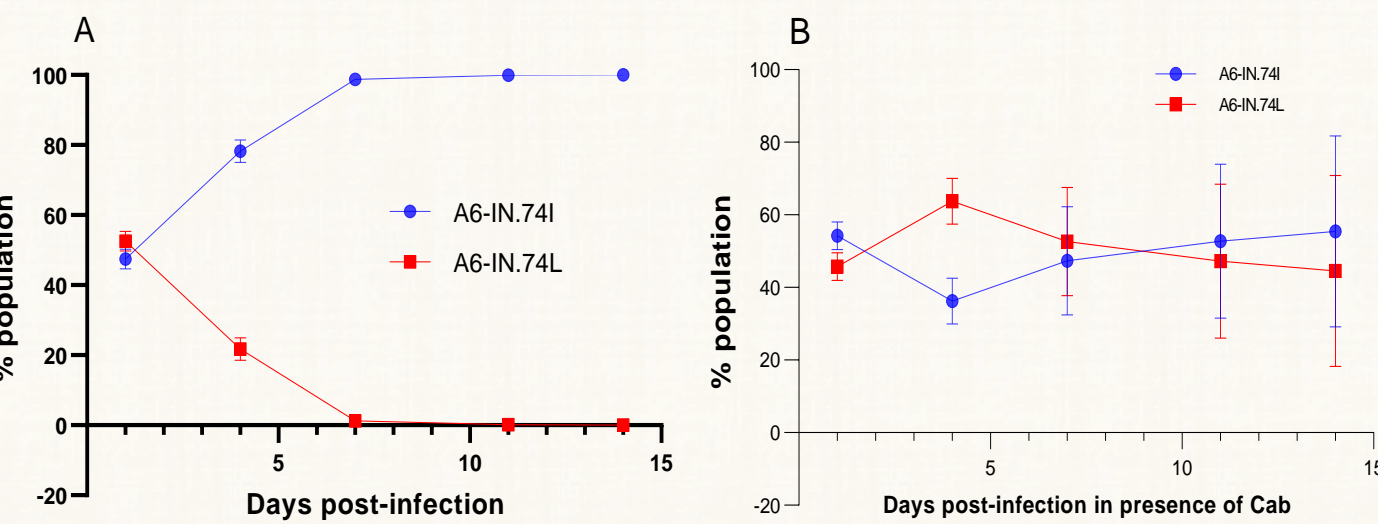 A
100
80
60
40
20
0
-20
% population
5
10
15
Days post-infection
A6-IN.74I
A6-IN.74L
B
100
80
60
40
20
0
-20
% population
5
10
15
Days post-infection in presence of Cab
A6-IN.74I
A6-IN.74L